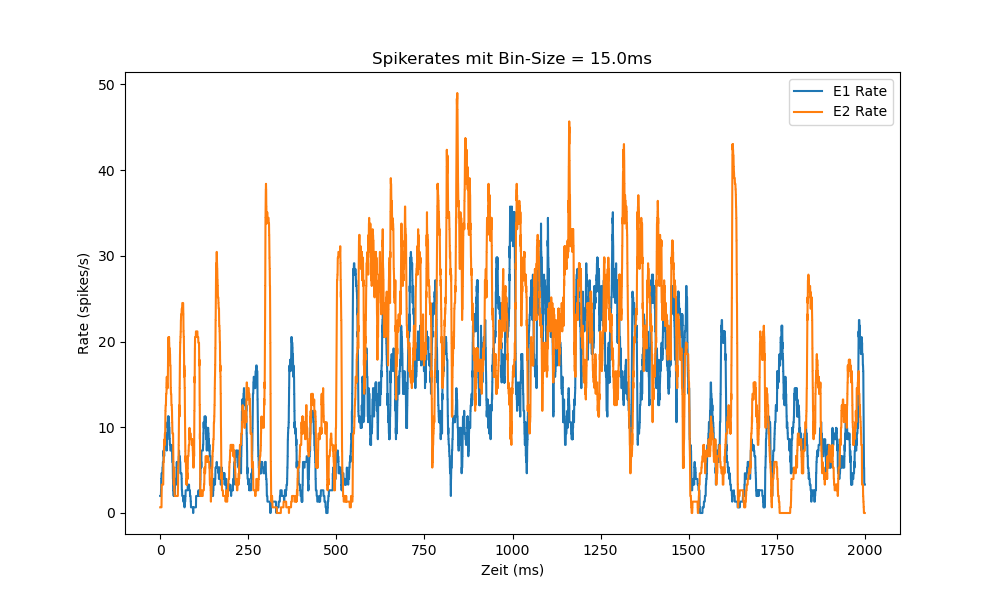 Spikerates mit Bin-Size = 15.0ms
E1 Rate
E2 Rate
Rate (spikes/s)
50
40
30
20
10
0
0 250 500 750 1000 1250 1500 1750 2000
Zeit (ms)